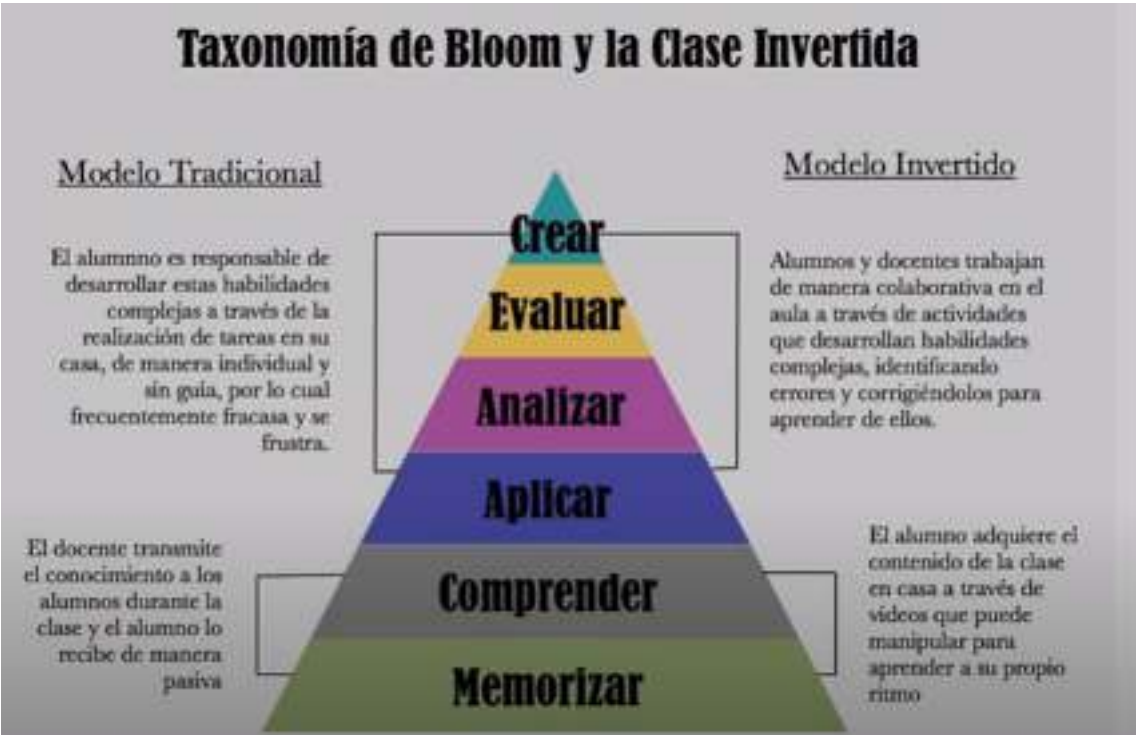 Taxonomía de Bloom y la Clase Invertida
Modelo Tradicional
El alumnno es responsable de
desarrollar estas habilidades
complejas a través de la
realización de tareas en su
casa, de manera individual y
sin guía, por lo cual
frecuentemente fracasa y se
frustra.
El docente transmite
el conocimiento a los
alumnos durante la
clase y el alumno lo
recibe de manera
pasiva
Crear
Evaluar
Analizar
Aplicar
Comprender
Memorizar
Modelo Invertido
Alumnos y docentes trabajan
de manera colaborativa en el
aula a través de actividades
que desarrollan habilidades
complejas, identificando
errores y corrigiéndolos para
aprender de ellos.
El alumno adquiere el
contenido de la clase
en casa a través de
videos que puede
manipular para
aprender a su propio
ritmo